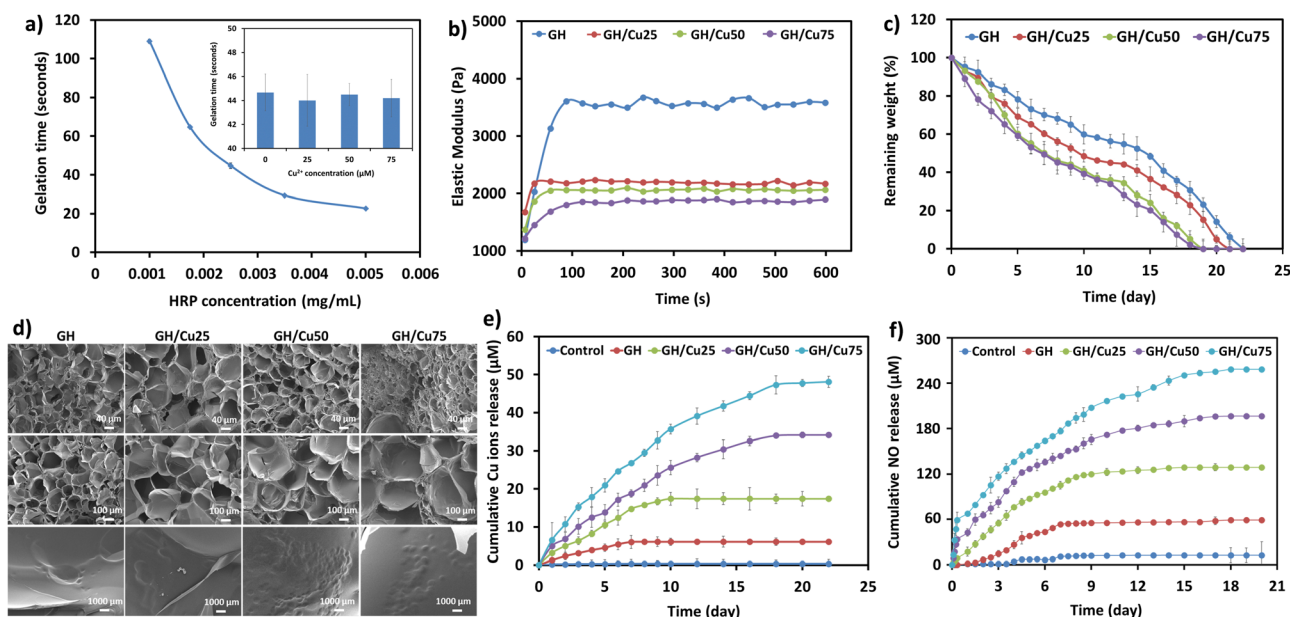 a)
120
100
80
60
40
20
0
Gelation time (seconds)
0 0.001 0.002 0.003 0.004 0.005 0.006
HRP concentration (mg/mL)
50
48
46
44
42
40
Gelation time (seconds)
0 25 50 75
Cu²⁺ concentration (µM)
b)
GH GH/Cu25 GH/Cu50 GH/Cu75
5000
4000
3000
2000
1000
Elastic Modulus (Pa)
0 100 200 300 400 500 600
Time (s)
c)
GH GH/Cu25 GH/Cu50 GH/Cu75
120
100
80
60
40
20
0
Remaining weight (%)
0 5 10 15 20 25
Time (day)
d)
GH GH/Cu25 GH/Cu50 GH/Cu75
40 µm 40 µm 40 µm 40 µm
100 µm 100 µm 100 µm 100 µm
1000 µm 1000 µm 1000 µm 1000 µm
e)
Control GH GH/Cu25 GH/Cu50 GH/Cu75
60
50
40
30
20
10
0
Cumulative Cu ions release (µM)
0 5 10 15 20 25
Time (day)
f)
Control GH GH/Cu25 GH/Cu50 GH/Cu75
300
240
180
120
60
0
Cumulative NO release (µM)
0 3 6 9 12 15 18 21
Time (day)